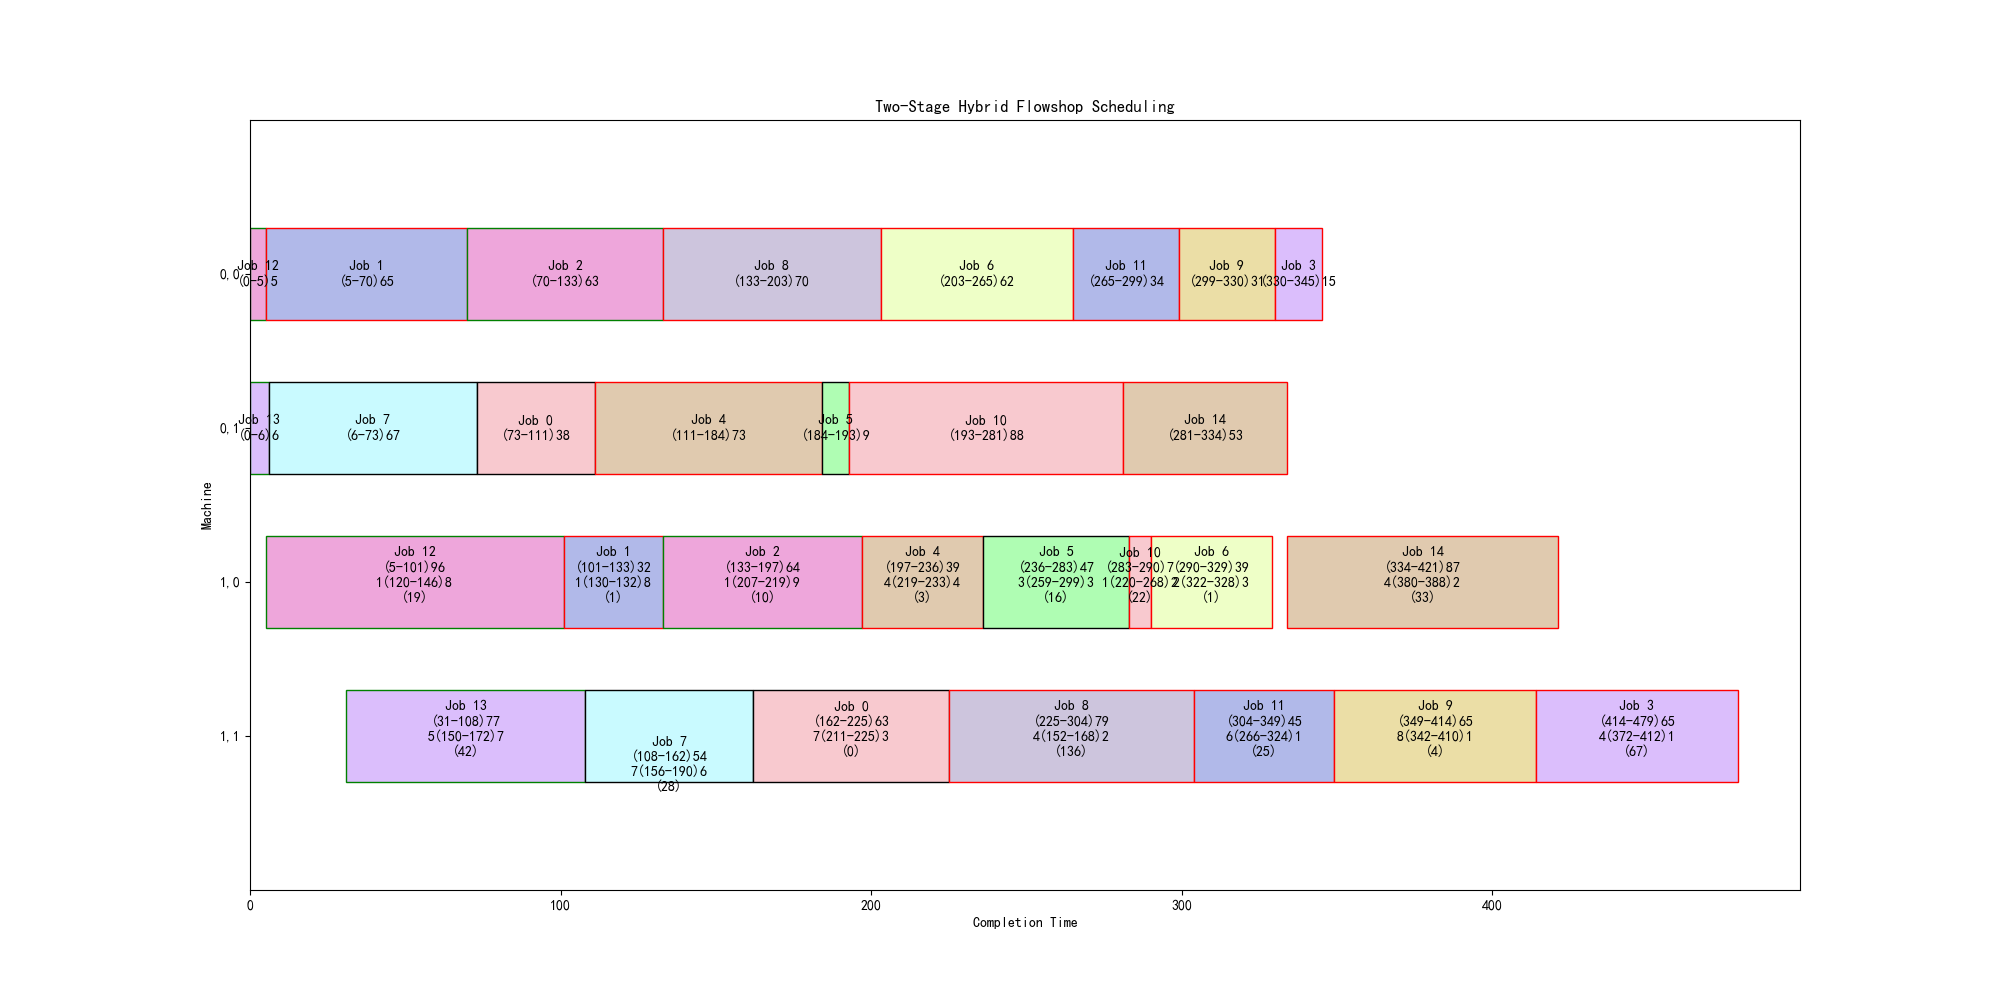 Two-Stage Hybrid Flowshop Scheduling
Machine
0,0
Job 12
(0-5)5
Job 1
(5-70)65
Job 2
(70-133)63
Job 8
(133-203)70
Job 6
(203-265)62
Job 11
(265-299)34
Job 9
(299-330)31
Job 3
(330-345)15
0,1
Job 13
(0-6)6
Job 7
(6-73)67
Job 0
(73-111)38
Job 4
(111-184)73
Job 5
(184-193)9
Job 10
(193-281)88
Job 14
(281-334)53
1,0
Job 12
(5-101)96
1(120-146)8
(19)
Job 1
(101-133)32
1(130-132)8
(1)
Job 2
(133-197)64
1(207-219)9
(10)
Job 4
(197-236)39
4(219-233)4
(3)
Job 5
(236-283)47
3(259-299)3
(16)
Job 10
(283-290)7
1(220-268)2
(22)
Job 6
(290-329)39
2(322-328)3
(1)
Job 14
(334-421)87
4(380-388)2
(33)
1,1
Job 13
(31-108)77
5(150-172)7
(42)
Job 7
(108-162)54
7(156-190)6
(28)
Job 0
(162-225)63
7(211-225)3
(0)
Job 8
(225-304)79
4(152-168)2
(136)
Job 11
(304-349)45
6(266-324)1
(25)
Job 9
(349-414)65
8(342-410)1
(4)
Job 3
(414-479)65
4(372-412)1
(67)
0
100
200
300
400
Completion Time